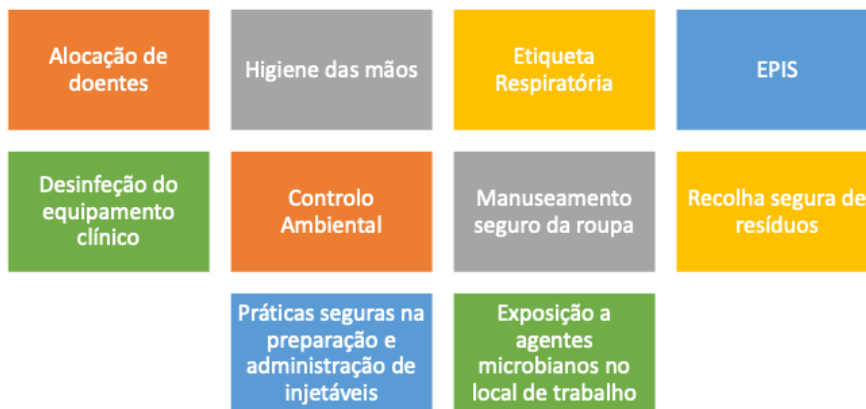 Alocação de
doentes
Higiene das mãos
Etiqueta
Respiratória
EPIS
Desinfeção do
equipamento
clínico
Controlo
Ambiental
Manuseamento
seguro da roupa
Recolha segura de
resíduos
Práticas seguras na
preparação e
administração de
injetáveis
Exposição a
agentes
microbianos no
local de trabalho